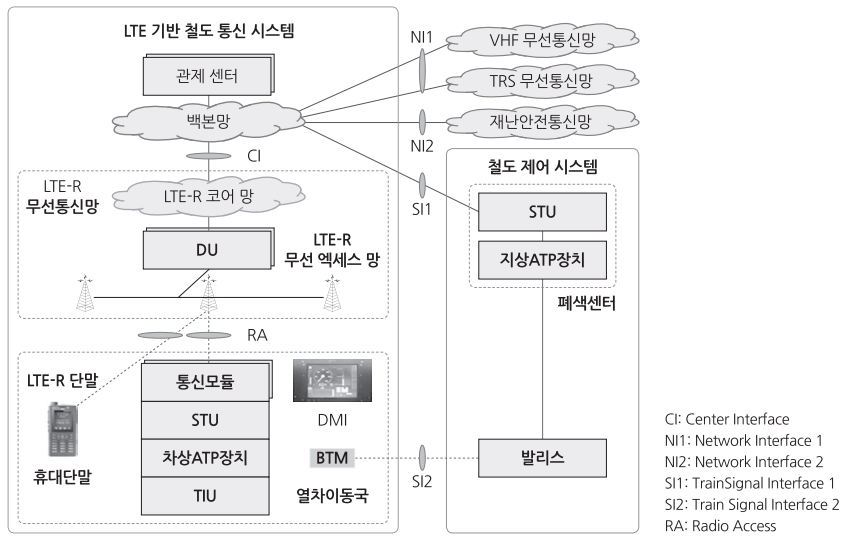 LTE 기반 철도 통신 시스템
관제 센터
백본망
CI
NI1
VHF 무선통신망
TRS 무선통신망
재난안전통신망
NI2
SI1
LTE-R
무선통신망
LTE-R 코어 망
DU
LTE-R
무선 엑세스 망
RA
LTE-R 단말
휴대단말
통신모듈
STU
차상ATP장치
TIU
DMI
BTM
열차이동국
SI2
철도 제어 시스템
STU
지상ATP장치
폐색센터
발리스
CI: Center Interface
NI1: Network Interface 1
NI2: Network Interface 2
SI1: TrainSignal Interface 1
SI2: Train Signal Interface 2
RA: Radio Access